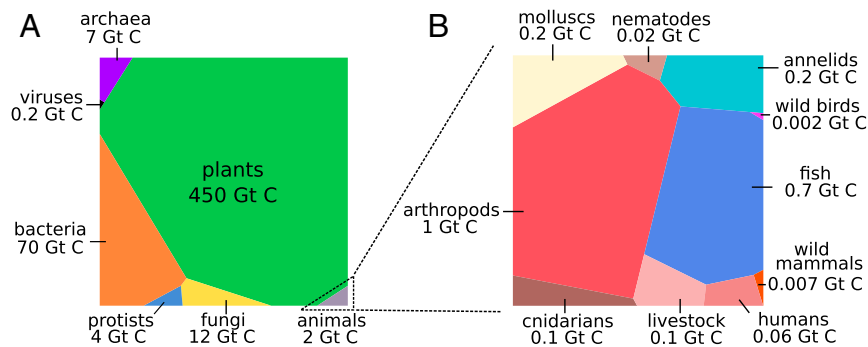 A
archaea
7 Gt C
viruses
0.2 Gt C
plants
450 Gt C
bacteria
70 Gt C
protists
4 Gt C
fungi
12 Gt C
animals
2 Gt C
B
molluscs
0.2 Gt C
nematodes
0.02 Gt C
annelids
0.2 Gt C
wild birds
0.002 Gt C
fish
0.7 Gt C
arthropods
1 Gt C
wild
mammals
0.007 Gt C
cnidarians
0.1 Gt C
livestock
0.1 Gt C
humans
0.06 Gt C